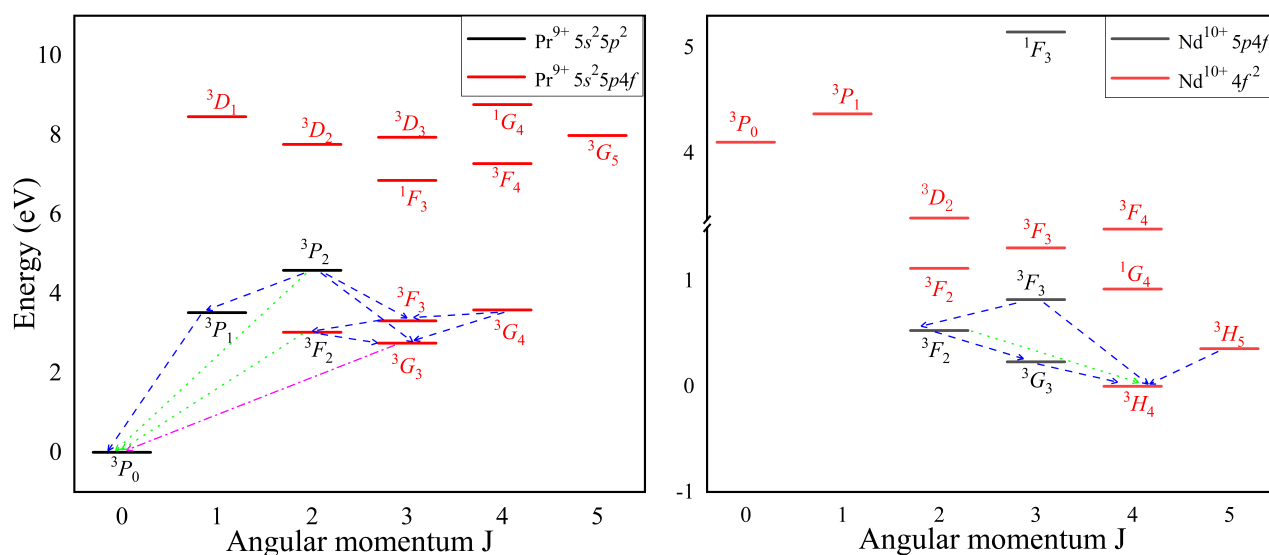 Pr⁹⁺ 5s²5p²
Pr⁹⁺ 5s²5p4f
10
8
6
4
2
0
Energy (eV)
³D₁
³D₂
³D₃
¹G₄
³G₅
¹F₃
³F₄
³P₂
³P₁
³F₂
³F₃
³G₃
³G₄
³P₀
0 1 2 3 4 5
Angular momentum J
Nd¹⁰⁺ 5p4f
Nd¹⁰⁺ 4f²
5
4
1
0
-1
¹F₃
³P₀
³P₁
³D₂
³F₃
³F₄
³F₂
³F₃
¹G₄
³F₂
³G₃
³H₄
³H₅
0 1 2 3 4 5
Angular momentum J